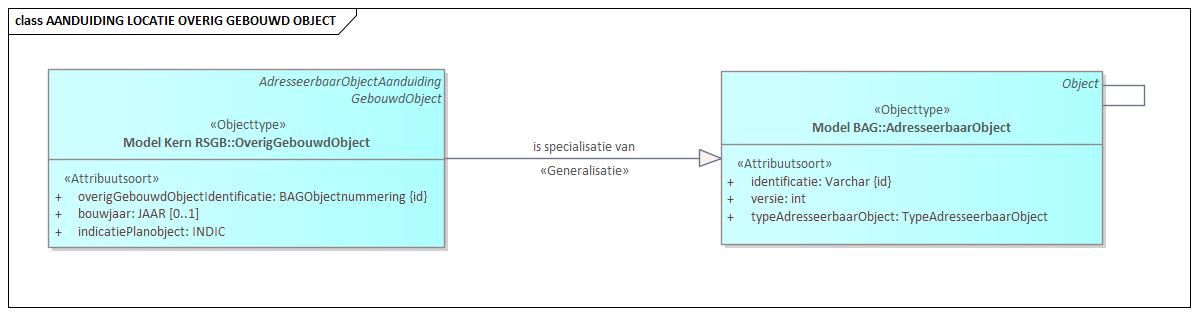 class AANDUIDING LOCATIE OVERIG GEBOUWD OBJECT
AdresseerbaarObjectAanduiding
GebouwdObject
«Objecttype»
Model Kern RSGB::OverigGebouwdObject
«Attribuutsoort»
+ overigGebouwdObjectIdentificatie: BAGObjectnummering {id}
+ bouwjaar: JAAR [0..1]
+ indicatiePlanobject: INDIC
is specialisatie van
«Generalisatie»
Object
«Objecttype»
Model BAG::AdresseerbaarObject
«Attribuutsoort»
+ identificatie: Varchar {id}
+ versie: int
+ typeAdresseerbaarObject: TypeAdresseerbaarObject